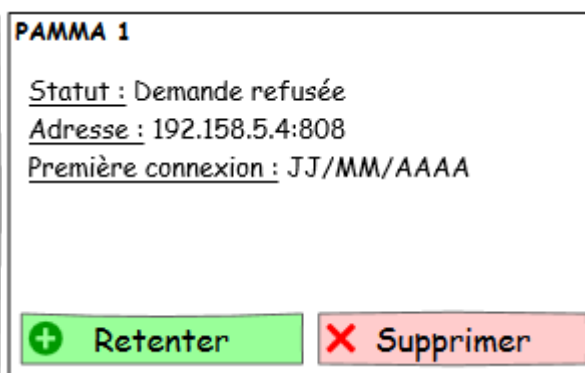 PAMMA 1
Statut : Demande refusée
Adresse : 192.158.5.4:808
Première connexion : JJ/MM/AAAA
Retenter
Supprimer